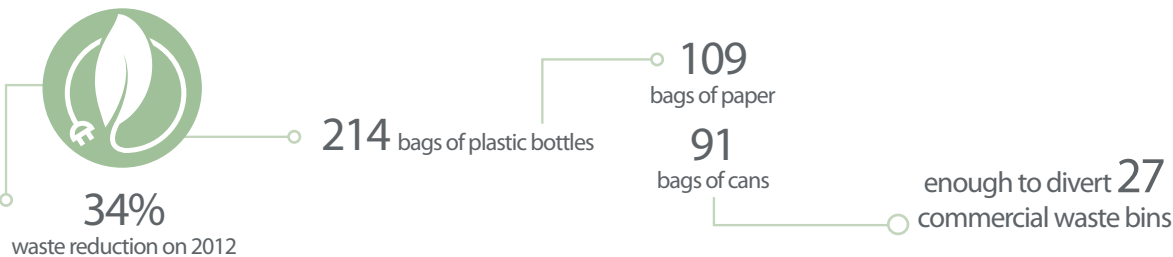 34%
waste reduction on 2012
214 bags of plastic bottles
109
bags of paper
91
bags of cans
enough to divert 27
commercial waste bins